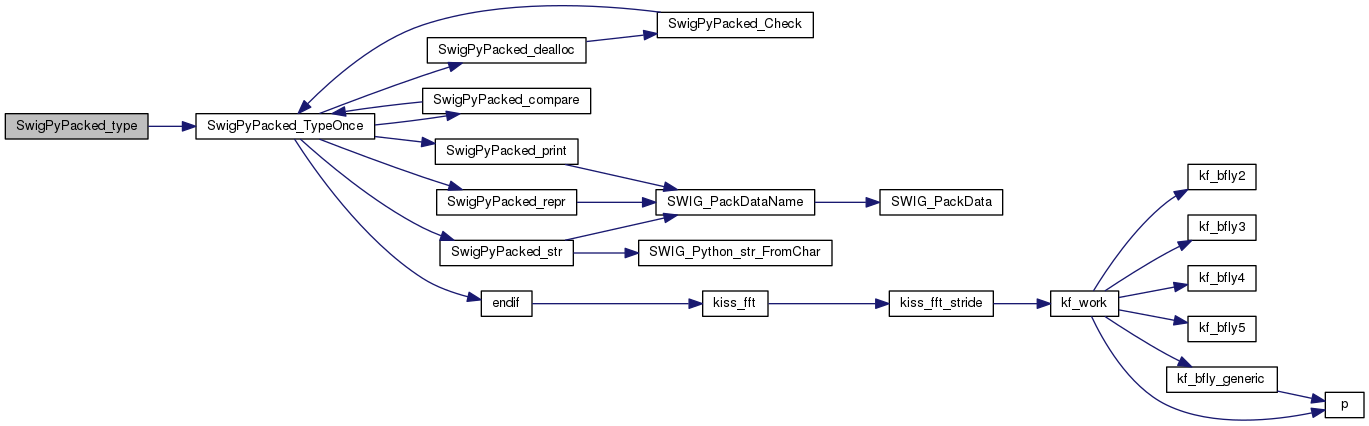 SwigPyPacked_Check
SwigPyPacked_dealloc
SwigPyPacked_compare
SwigPyPacked_type
SwigPyPacked_TypeOnce
SwigPyPacked_print
kf_bfly2
SwigPyPacked_repr
SWIG_PackDataName
SWIG_PackData
kf_bfly3
SwigPyPacked_str
SWIG_Python_str_FromChar
kf_bfly4
endif
kiss_fft
kiss_fft_stride
kf_work
kf_bfly5
kf_bfly_generic
p